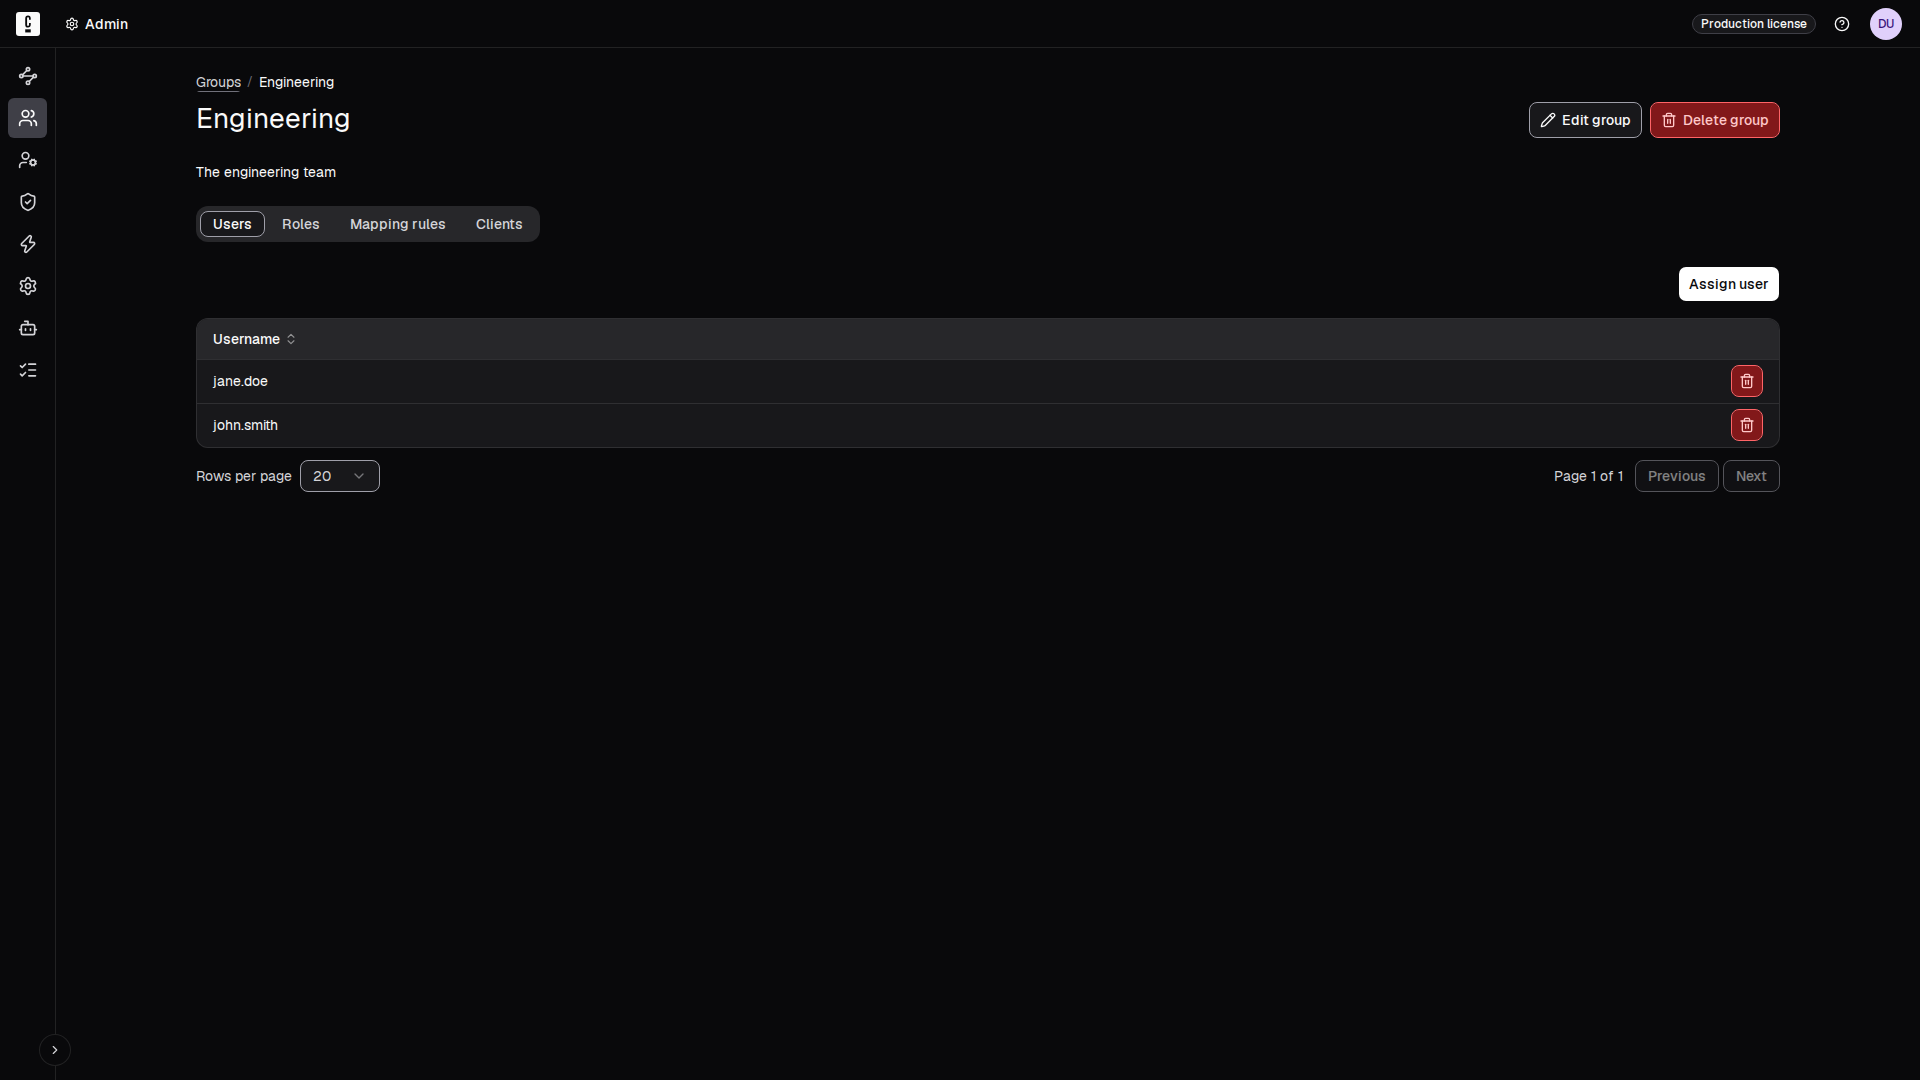 Admin
Production license
DU
Groups / Engineering
Engineering
Edit group
Delete group
The engineering team
Users
Roles
Mapping rules
Clients
Assign user
Username
jane.doe
john.smith
Rows per page
20
Page 1 of 1
Previous
Next